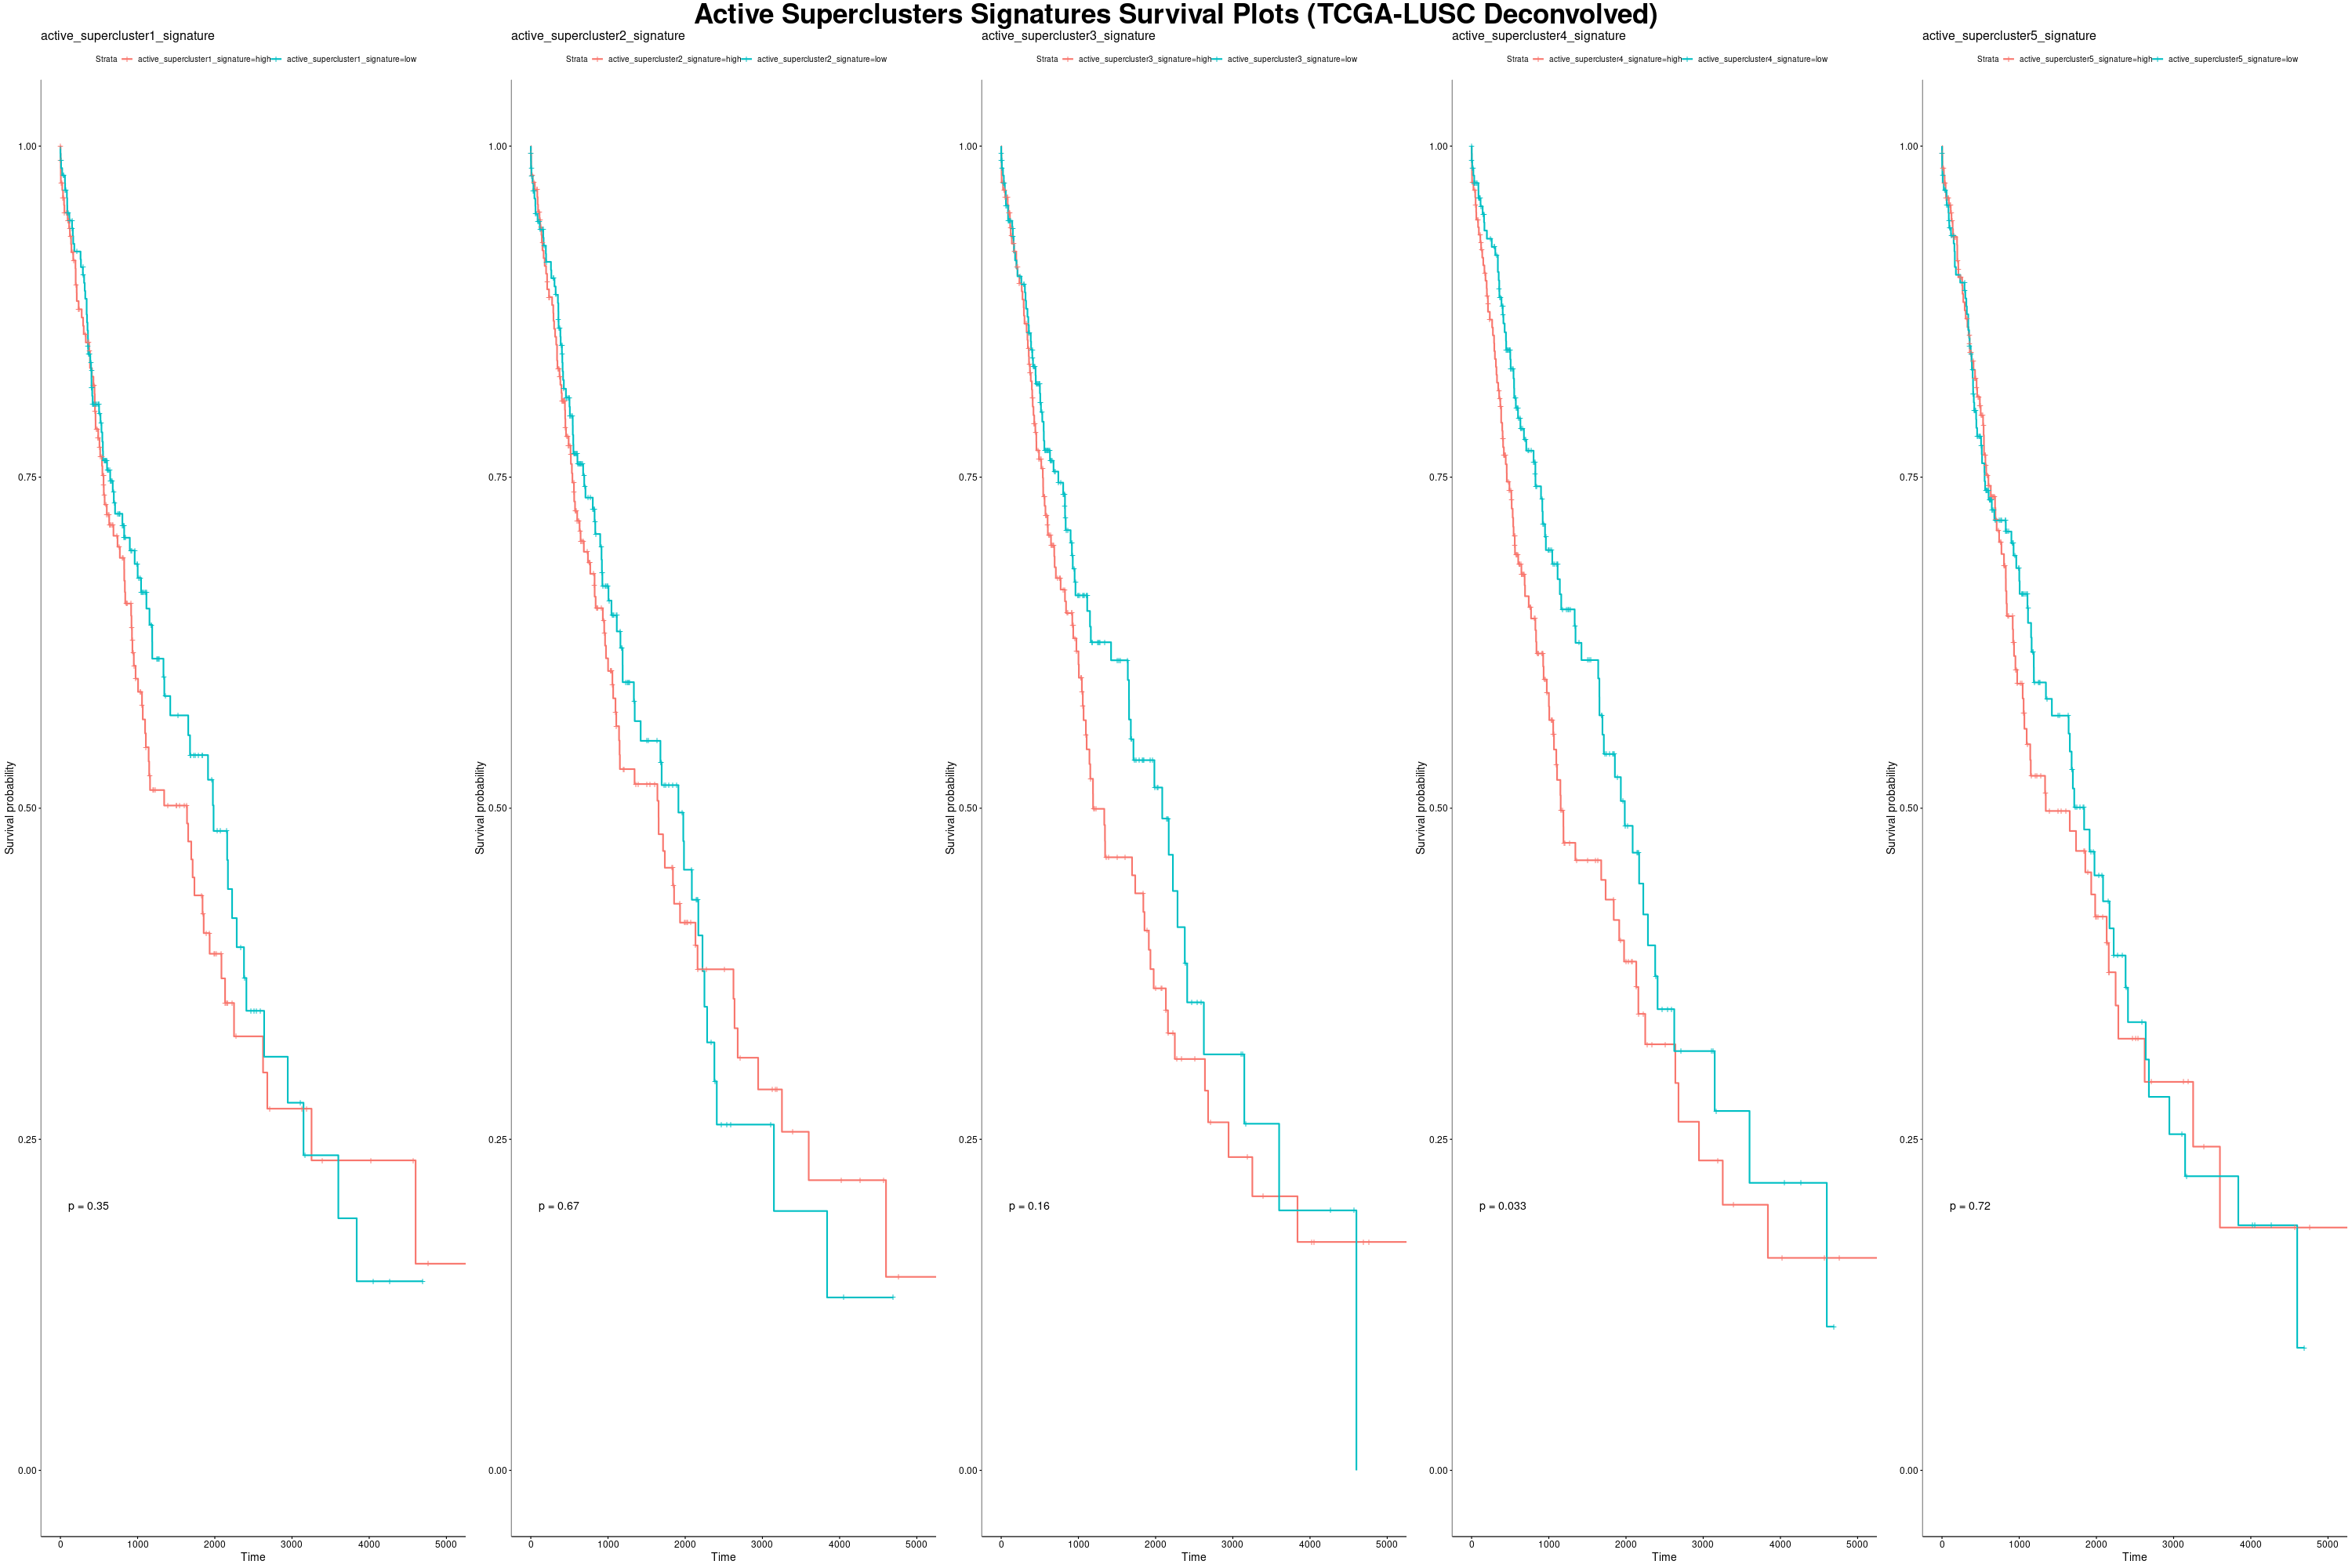 Active Superclusters Signatures Survival Plots (TCGA-LUSC Deconvolved)
active_supercluster1_signature
Strata active_supercluster1_signature=high active_supercluster1_signature=low
Survival probability
1.00
0.75
0.50
0.25
0.00
p = 0.35
0 1000 2000 3000 4000 5000
Time
active_supercluster2_signature
Strata active_supercluster2_signature=high active_supercluster2_signature=low
Survival probability
1.00
0.75
0.50
0.25
0.00
p = 0.67
0 1000 2000 3000 4000 5000
Time
active_supercluster3_signature
Strata active_supercluster3_signature=high active_supercluster3_signature=low
Survival probability
1.00
0.75
0.50
0.25
0.00
p = 0.16
0 1000 2000 3000 4000 5000
Time
active_supercluster4_signature
Strata active_supercluster4_signature=high active_supercluster4_signature=low
Survival probability
1.00
0.75
0.50
0.25
0.00
p = 0.033
0 1000 2000 3000 4000 5000
Time
active_supercluster5_signature
Strata active_supercluster5_signature=high active_supercluster5_signature=low
Survival probability
1.00
0.75
0.50
0.25
0.00
p = 0.72
0 1000 2000 3000 4000 5000
Time